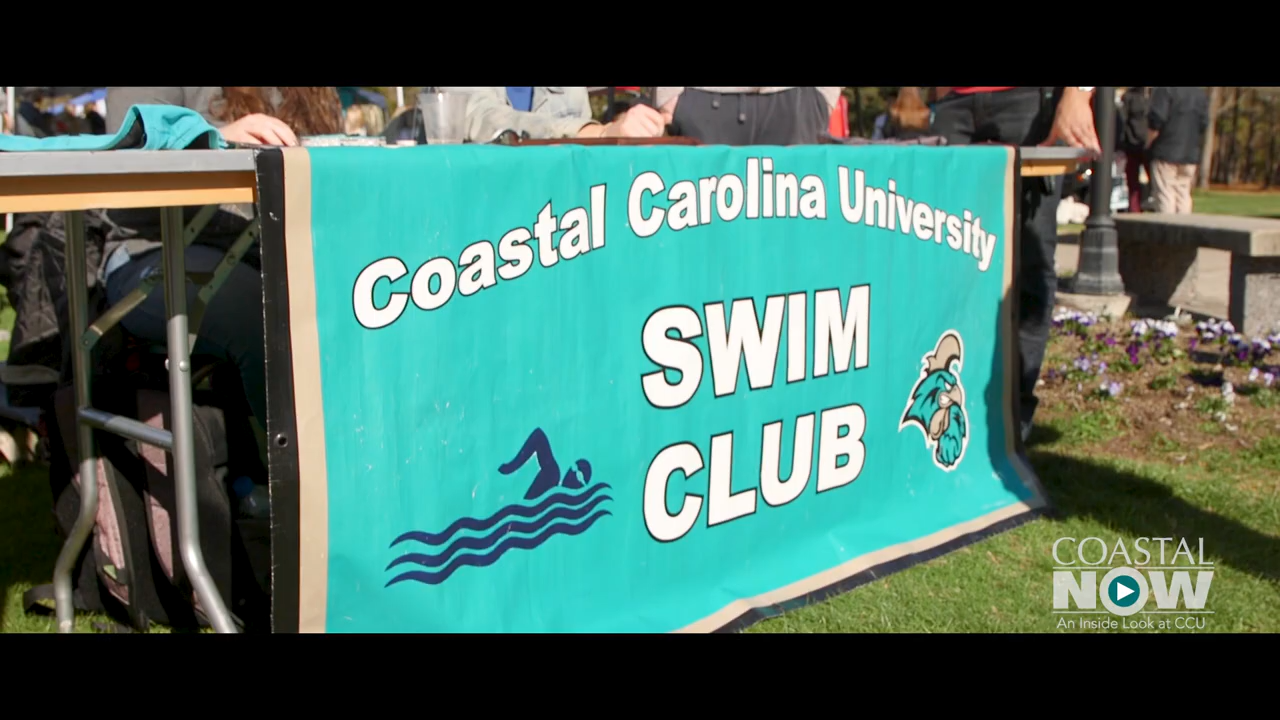 Coastal Carolina University
SWIM
CLUB
COASTAL
NOW
An Inside Look at CCU